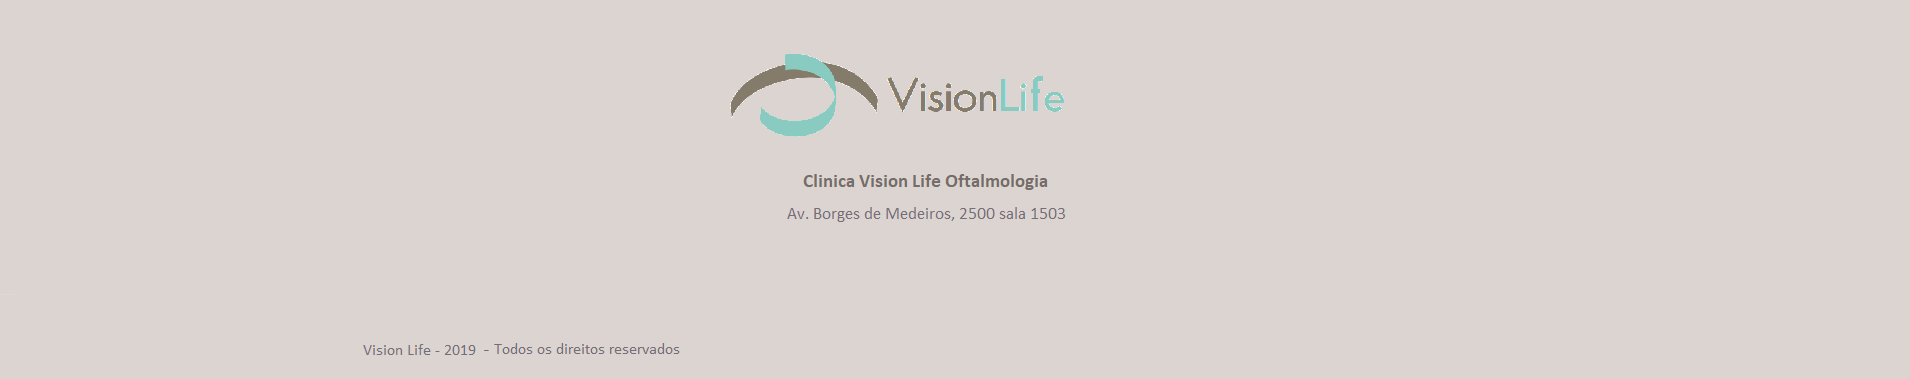 VisionLife
Clinica Vision Life Oftalmologia
Av. Borges de Medeiros, 2500 sala 1503
Vision Life - 2019 - Todos os direitos reservados